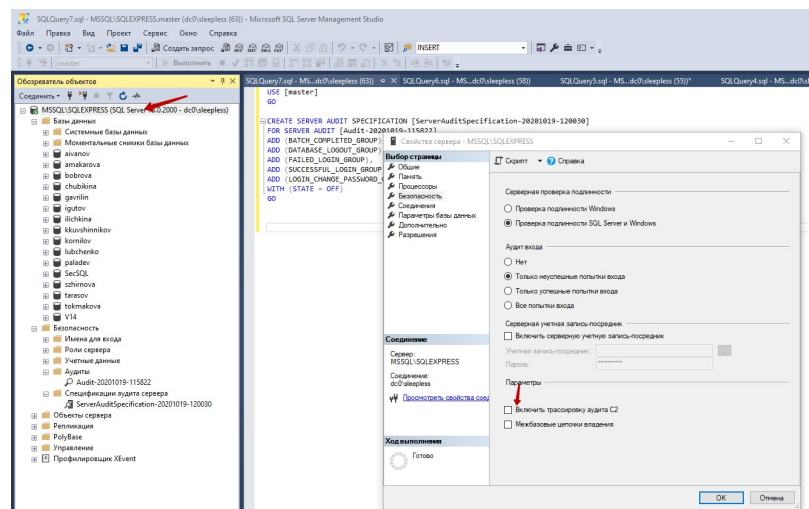 SQLQuery7.sql - MSSQL\SQLEXPRESS.master (dc0\sleepless (63)) - Microsoft SQL Server Management Studio
Файл Правка Вид Проект Сервис Окно Справка
Создать запрос INSERT
master Выполнить
Обозреватель объектов
SQLQuery7.sql - MS...dc0\sleepless (63)) SQLQuery6.sql - MS...dc0\sleepless (58)) SQLQuery5.sql - MS...dc0\sleepless (55))* SQLQuery4.sql - MS...dc0\sl
Соединить
MSSQL\SQLEXPRESS (SQL Server .0.2000 - dc0\sleepless)
Базы данных
Системные базы данных
Моментальные снимки базы данных
aivanov
amakarova
bobrova
chubikina
gavrilin
igutov
ilichkina
kkuvshinnikov
kornilov
lubchenko
paladev
SecSQL
szhirnova
tarasov
tokmakova
V14
Безопасность
Имена для входа
Роли сервера
Учетные данные
Аудиты
Audit-20201019-115822
Спецификации аудита сервера
ServerAuditSpecification-20201019-120030
Объекты сервера
Репликация
PolyBase
Управление
Профилировщик XEvent
USE [master]
GO
CREATE SERVER AUDIT SPECIFICATION [ServerAuditSpecification-20201019-120030]
FOR SERVER AUDIT [Audit-20201019-115822]
ADD (BATCH_COMPLETED_GROUP)
ADD (DATABASE_LOGOUT_GROUP)
ADD (FAILED_LOGIN_GROUP),
ADD (SUCCESSFUL_LOGIN_GROUP
ADD (LOGIN_CHANGE_PASSWORD_
WITH (STATE = OFF)
GO
Свойства сервера - MSSQL\SQLEXPRESS
Выбор страницы
Общие
Память
Процессоры
Безопасность
Соединения
Параметры базы данных
Дополнительно
Разрешения
Соединение
Сервер:
MSSQL\SQLEXPRESS
Соединение:
dc0\sleepless
Просмотреть свойства соед
Ход выполнения
Готово
Скрипт Справка
Серверная проверка подлинности
Проверка подлинности Windows
Проверка подлинности SQL Server и Windows
Аудит входа
Нет
Только неуспешные попытки входа
Только успешные попытки входа
Все попытки входа
Серверная учетная запись-посредник
Включить серверную учетную запись-посредник
Учетная запись-посредник:
Пароль: **********
Параметры
Включить трассировку аудита C2
Межбазовые цепочки владения
OK Отмена